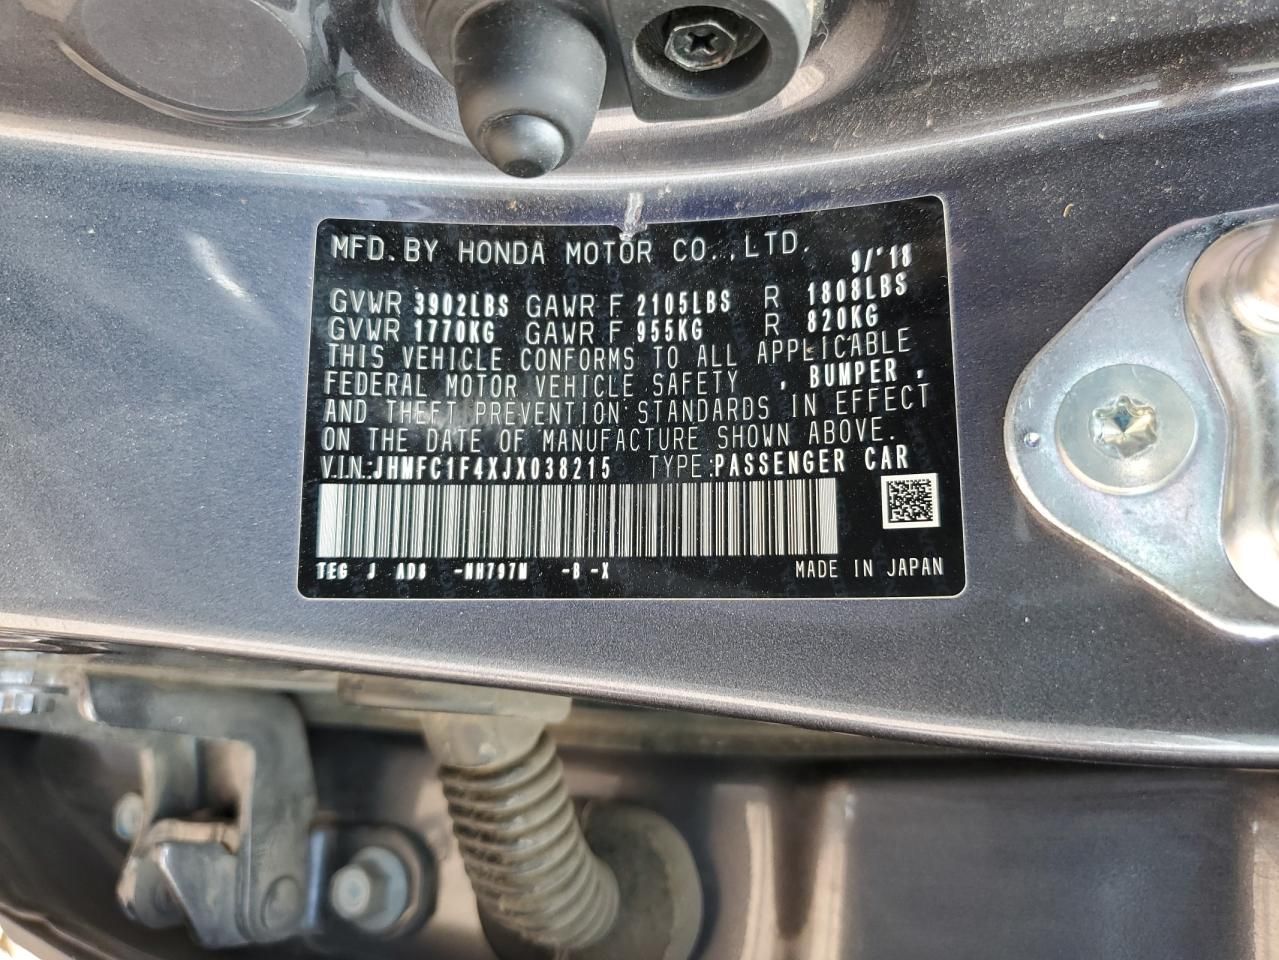 MFD. BY HONDA MOTOR CO.,LTD. 9/'18
GVWR 3902LBS GAWR F 2105LBS R 1808LBS
GVWR 1770KG GAWR F 955KG R 820KG
THIS VEHICLE CONFORMS TO ALL APPLICABLE
FEDERAL MOTOR VEHICLE SAFETY , BUMPER ,
AND THEFT PREVENTION STANDARDS IN EFFECT
ON THE DATE OF MANUFACTURE SHOWN ABOVE.
V.I.N.:JHMFC1F4XJX038215 TYPE:PASSENGER CAR
TEG J AD8 -NH797M -B -X MADE IN JAPAN